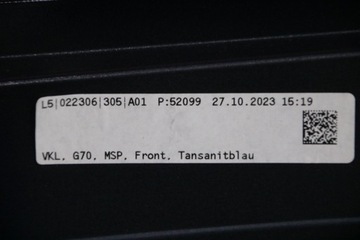 L5|022306|305|A01 P:52099 27.10.2023 15:19
VKL, G70, MSP, Front, Tansanitblau